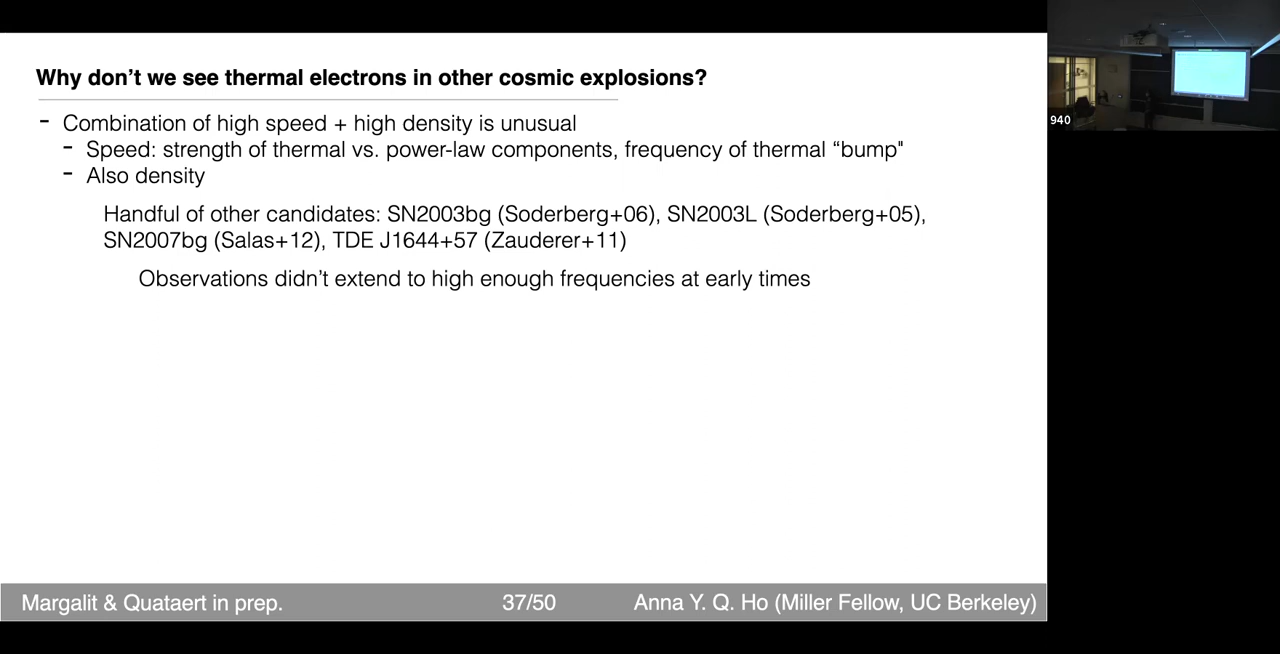 Why don’t we see thermal electrons in other cosmic explosions?
- Combination of high speed + high density is unusual
- Speed: strength of thermal vs. power-law components, frequency of thermal “bump"
- Also density
Handful of other candidates: SN2003bg (Soderberg+06), SN2003L (Soderberg+05),
SN2007bg (Salas+12), TDE J1644+57 (Zauderer+11)
Observations didn’t extend to high enough frequencies at early times
Margalit & Quataert in prep. 37/50 Anna Y. Q. Ho (Miller Fellow, UC Berkeley)
940